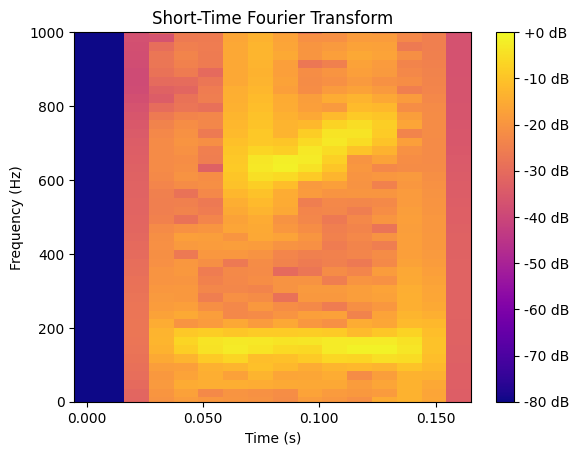 Short-Time Fourier Transform
1000
800
600
400
200
0
Frequency (Hz)
0.000
0.050
0.100
0.150
Time (s)
+0 dB
-10 dB
-20 dB
-30 dB
-40 dB
-50 dB
-60 dB
-70 dB
-80 dB